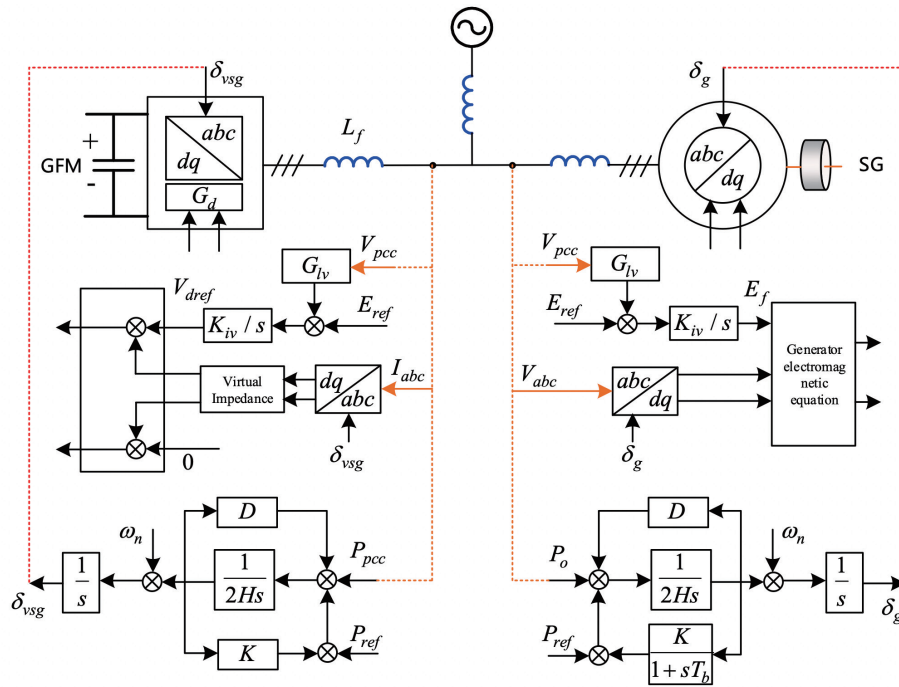 δvsg
δg
Lf
abc
dq
Gd
+
-
GFM
abc
dq
SG
Vpcc
Glv
Vpcc
Glv
Vdref
Eref
Kiv / s
Eref
Kiv / s
Ef
Iabc
Virtual
Impedance
dq
abc
δvsg
0
Vabc
abc
dq
δg
Generator
electromag
netic
equation
D
ωn
1
s
δvsg
1
2Hs
Ppcc
K
Pref
D
Po
1
2Hs
ωn
1
s
δg
Pref
K
1+sTb